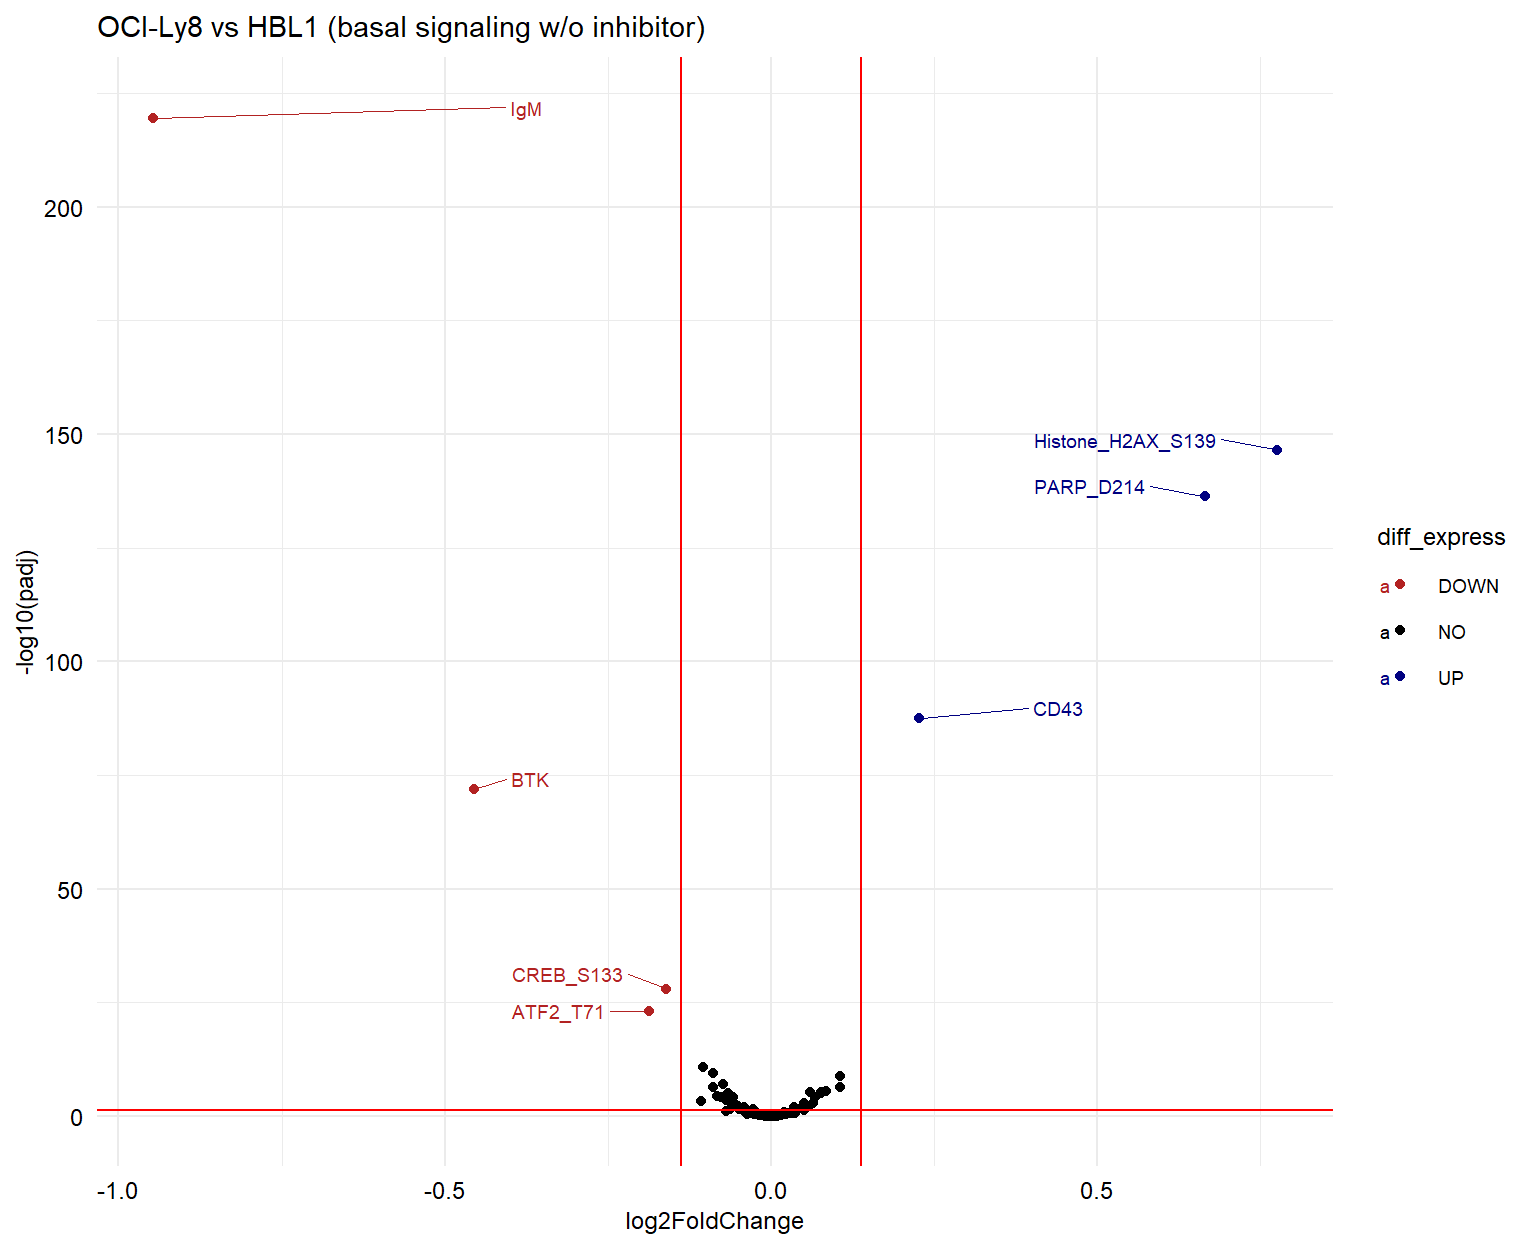 OCI-Ly8 vs HBL1 (basal signaling w/o inhibitor)
IgM
200
150
Histone_H2AX_S139
PARP_D214
diff_express
a DOWN
a NO
a UP
-log10(padj)
100
CD43
BTK
50
CREB_S133
ATF2_T71
0
-1.0 -0.5 0.0 0.5
log2FoldChange